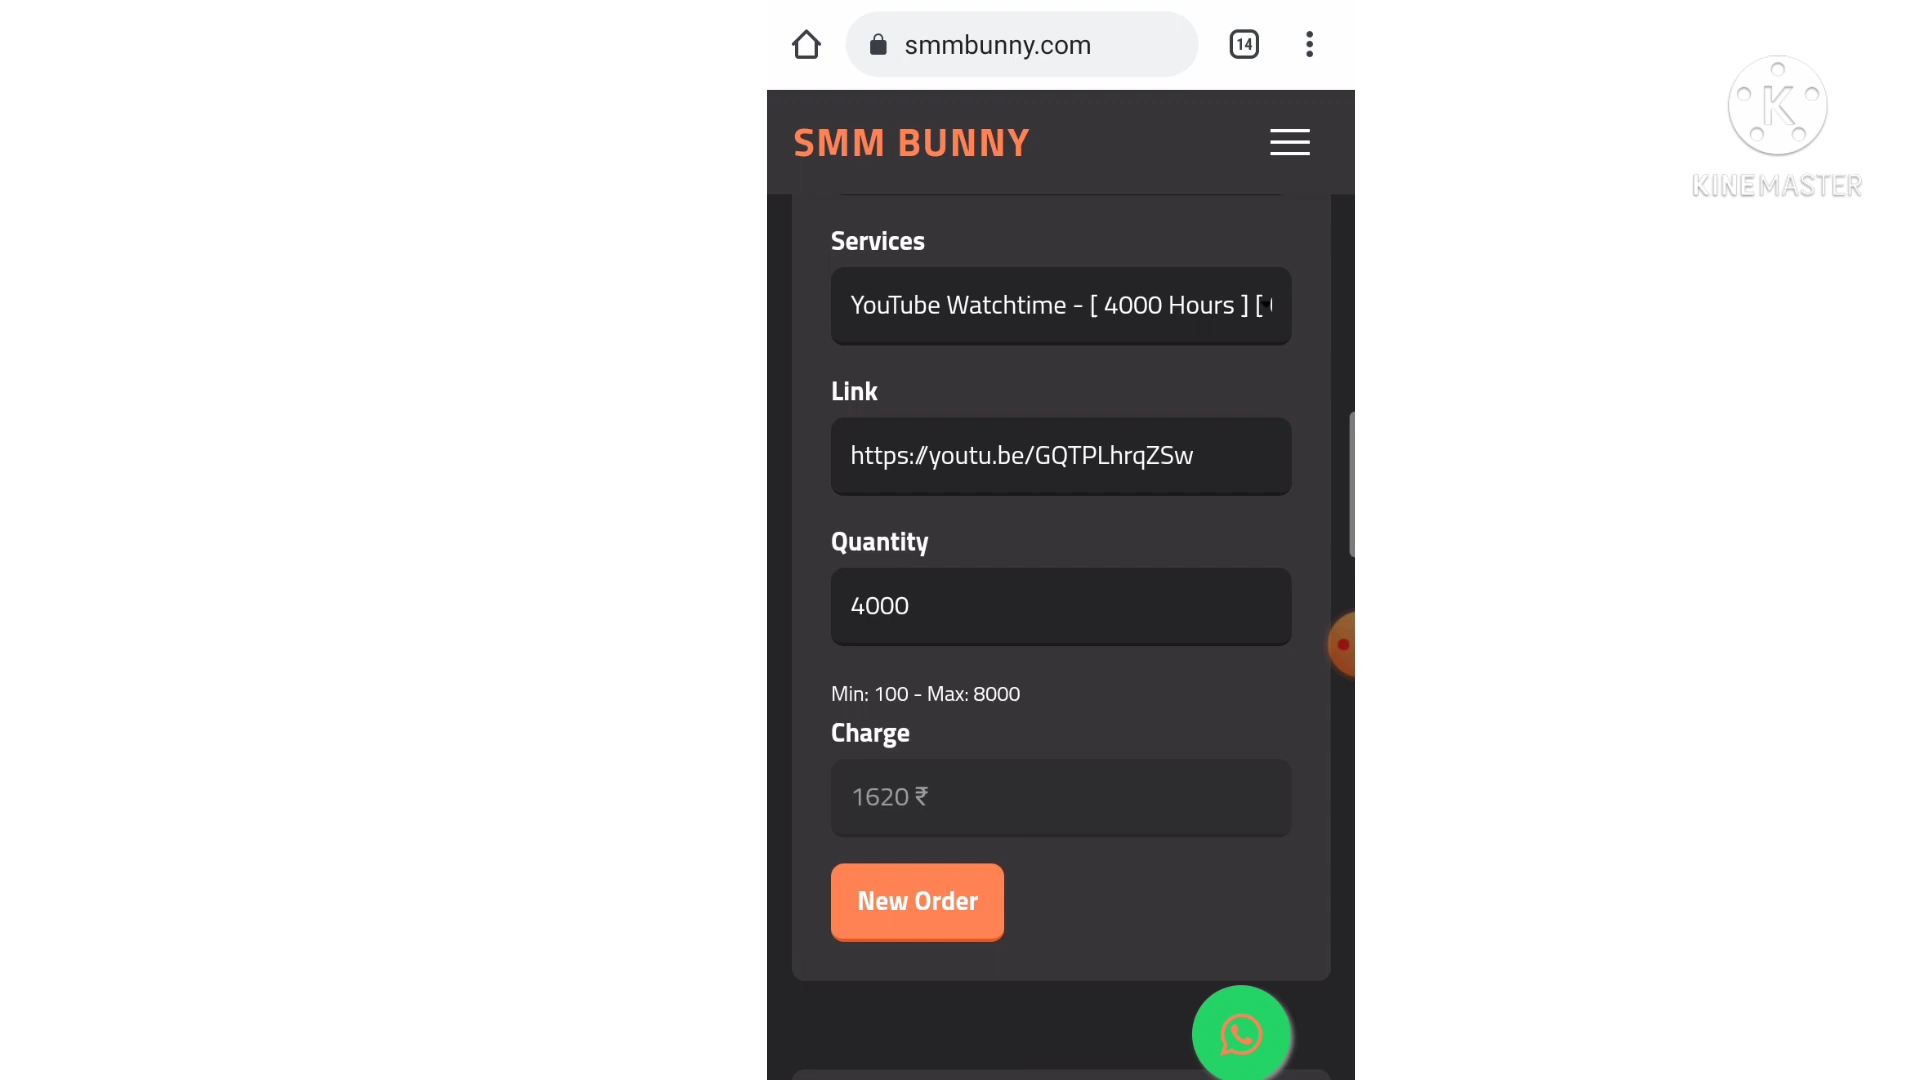 smmbunny.com
14
SMM BUNNY
Services
YouTube Watchtime - [ 4000 Hours ] [
Link
https://youtu.be/GQTPLhrqZSw
Quantity
4000
Min: 100 - Max: 8000
Charge
1620 ₹
New Order
K
KINEMASTER